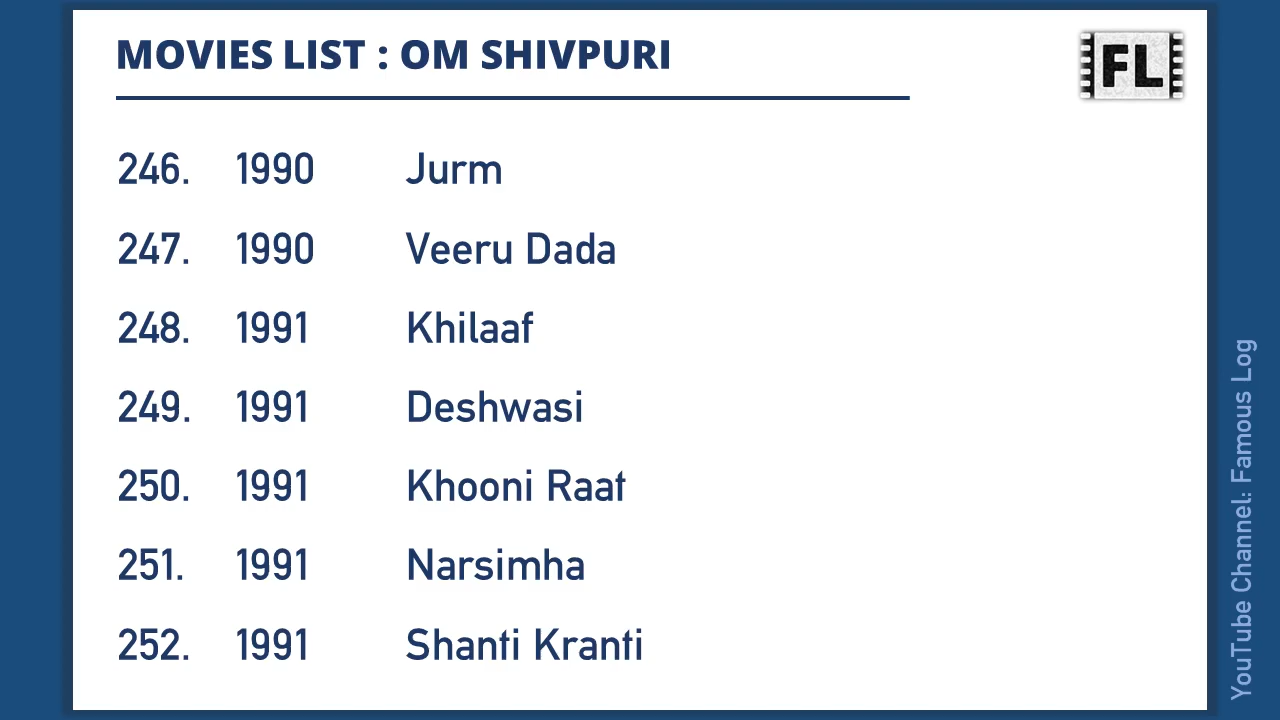 MOVIES LIST : OM SHIVPURI
FL
246. 1990 Jurm
247. 1990 Veeru Dada
248. 1991 Khilaaf
249. 1991 Deshwasi
250. 1991 Khooni Raat
251. 1991 Narsimha
252. 1991 Shanti Kranti
YouTube Channel: Famous Log